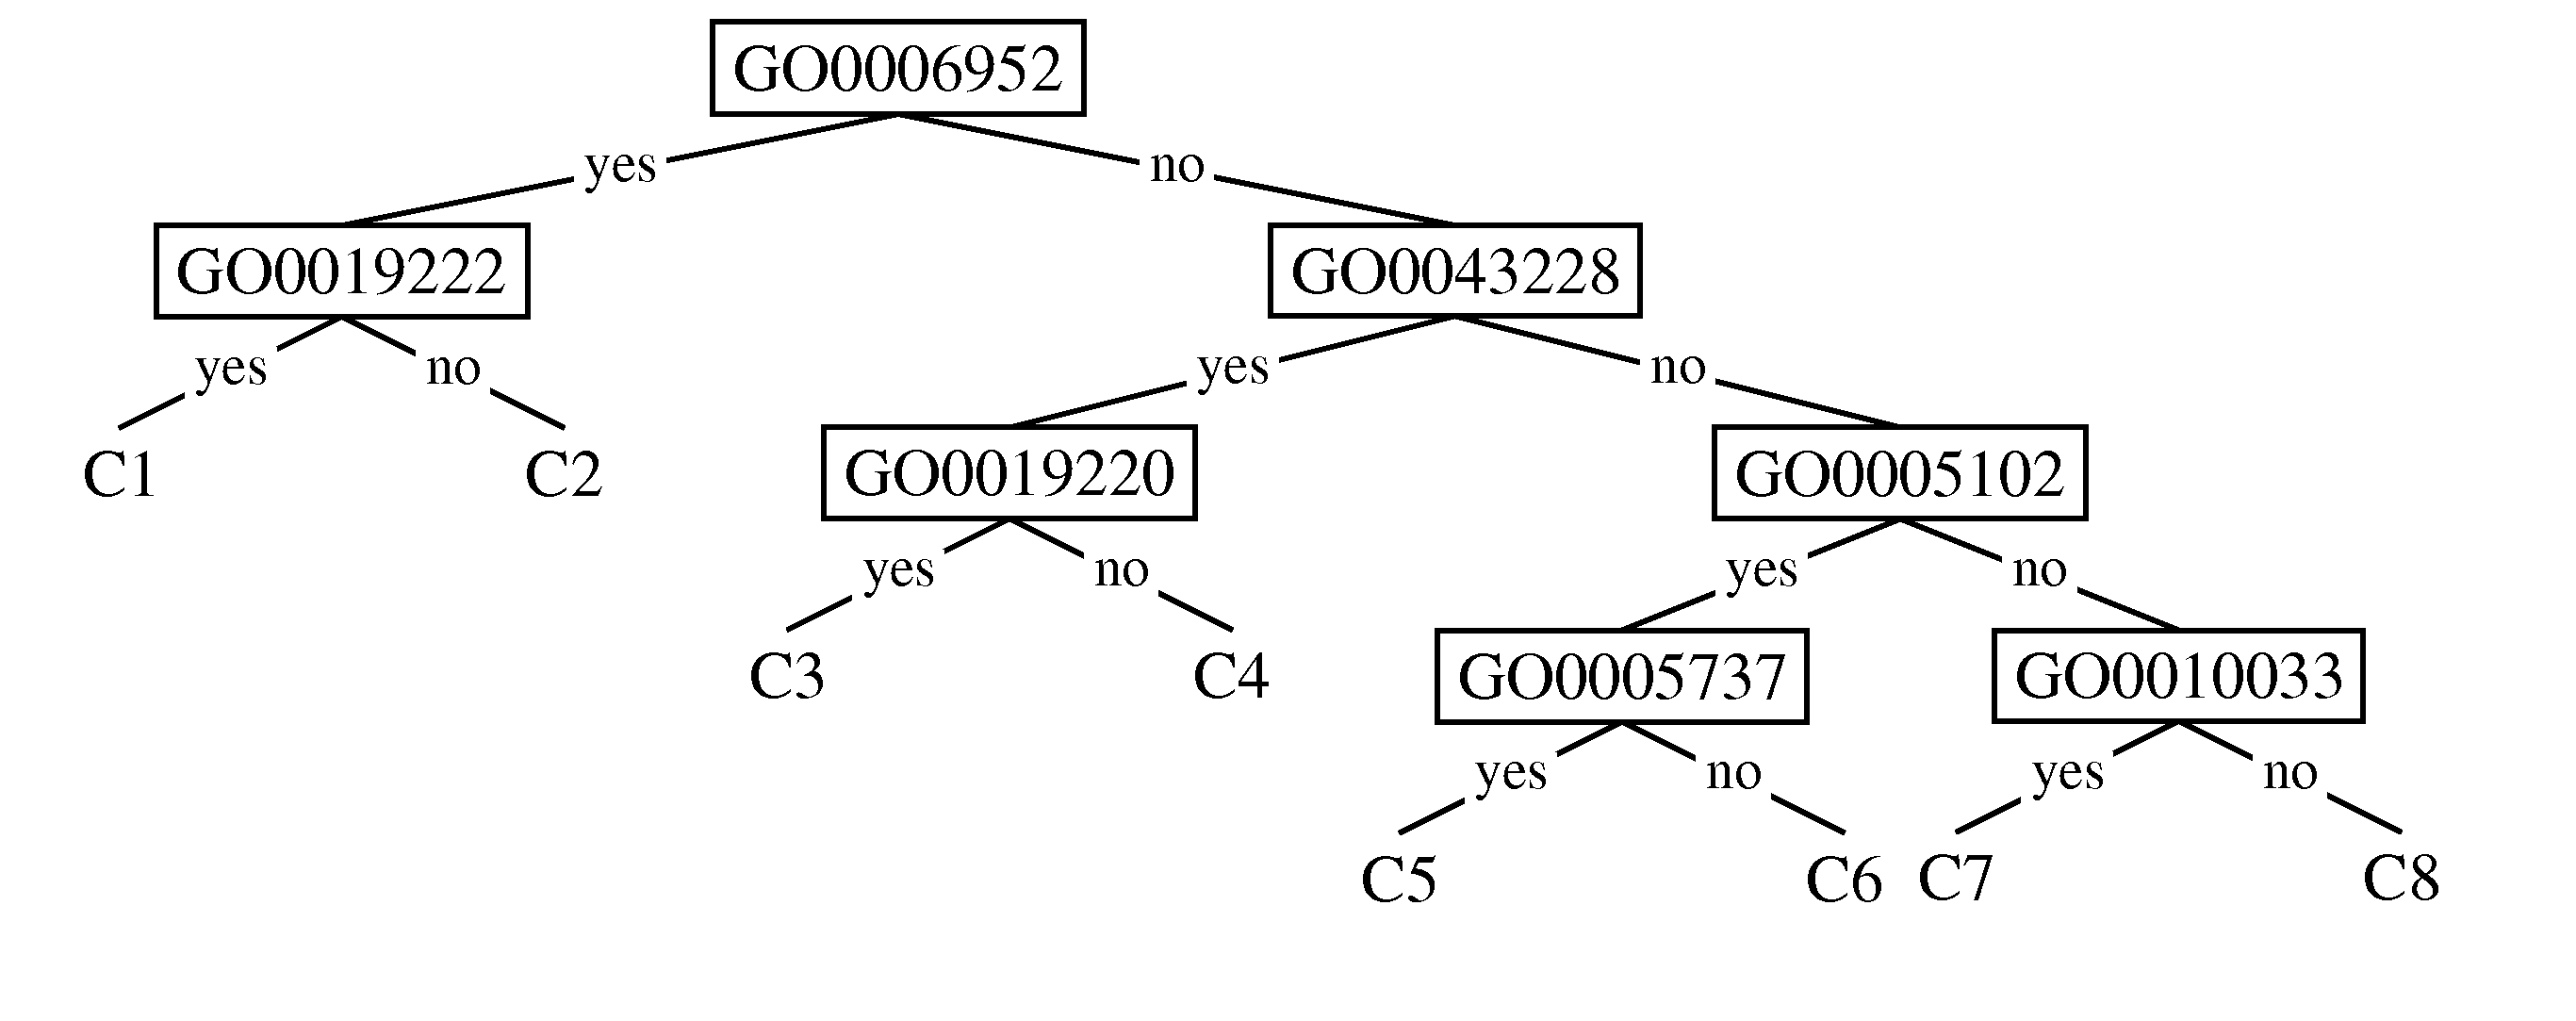 GO0006952
yes no
GO0019222 GO0043228
yes no yes no
C1 C2 GO0019220 GO0005102
yes no yes no
C3 C4 GO0005737 GO0010033
yes no yes no
C5 C6 C7 C8